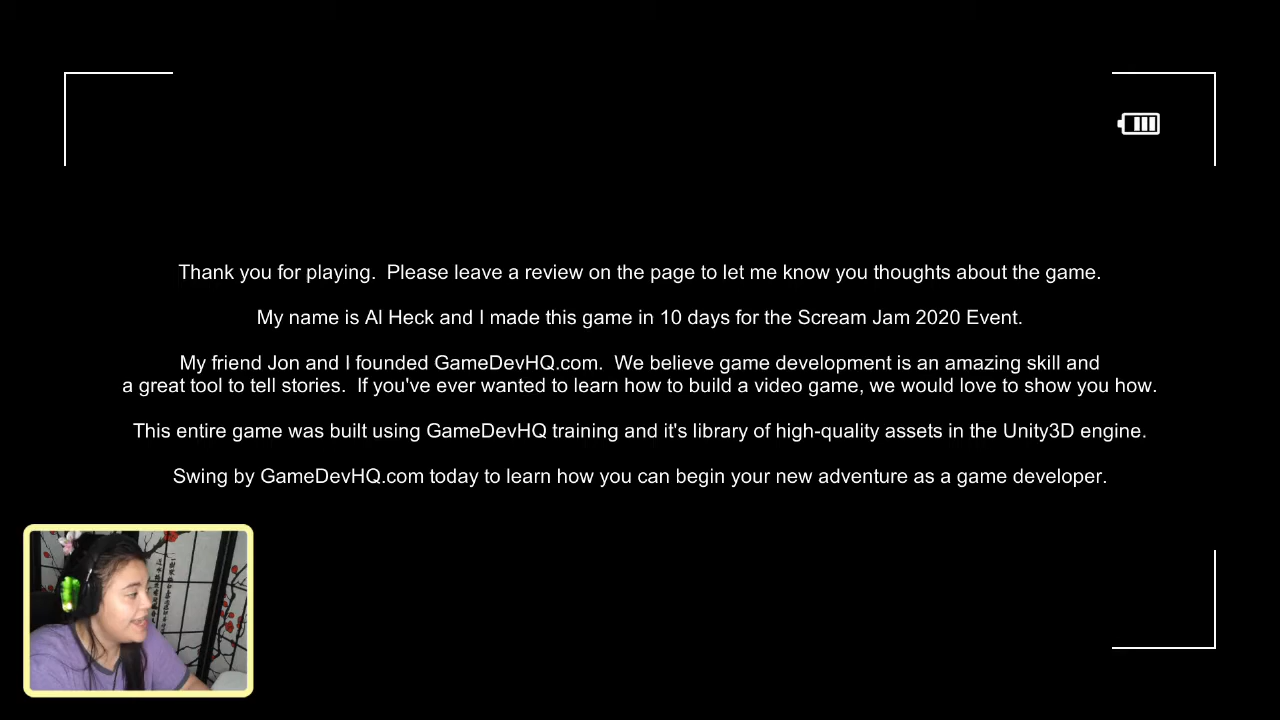 Thank you for playing.  Please leave a review on the page to let me know you thoughts about the game.
My name is Al Heck and I made this game in 10 days for the Scream Jam 2020 Event.
My friend Jon and I founded GameDevHQ.com.  We believe game development is an amazing skill and
a great tool to tell stories.  If you've ever wanted to learn how to build a video game, we would love to show you how.
This entire game was built using GameDevHQ training and it's library of high-quality assets in the Unity3D engine.
Swing by GameDevHQ.com today to learn how you can begin your new adventure as a game developer.